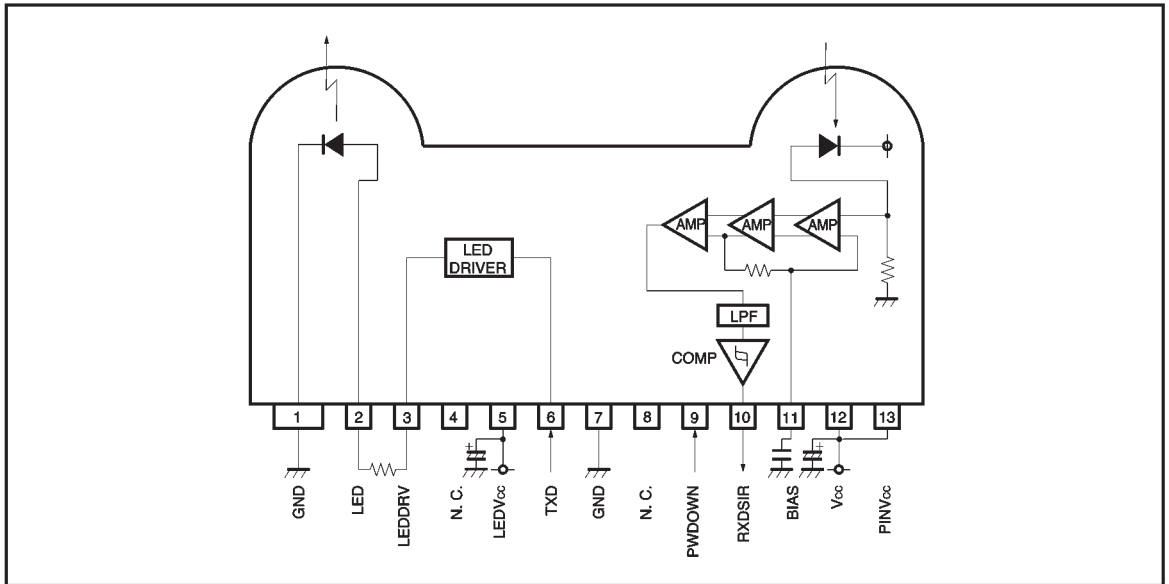 AMP AMP AMP
LED
DRIVER
LPF
COMP
1 2 3 4 5 6 7 8 9 10 11 12 13
+ +
GND
LED
LEDDRV
N. C.
LEDVcc
TXD
GND
N. C.
PWDOWN
RXDSIR
BIAS
Vcc
PINVcc